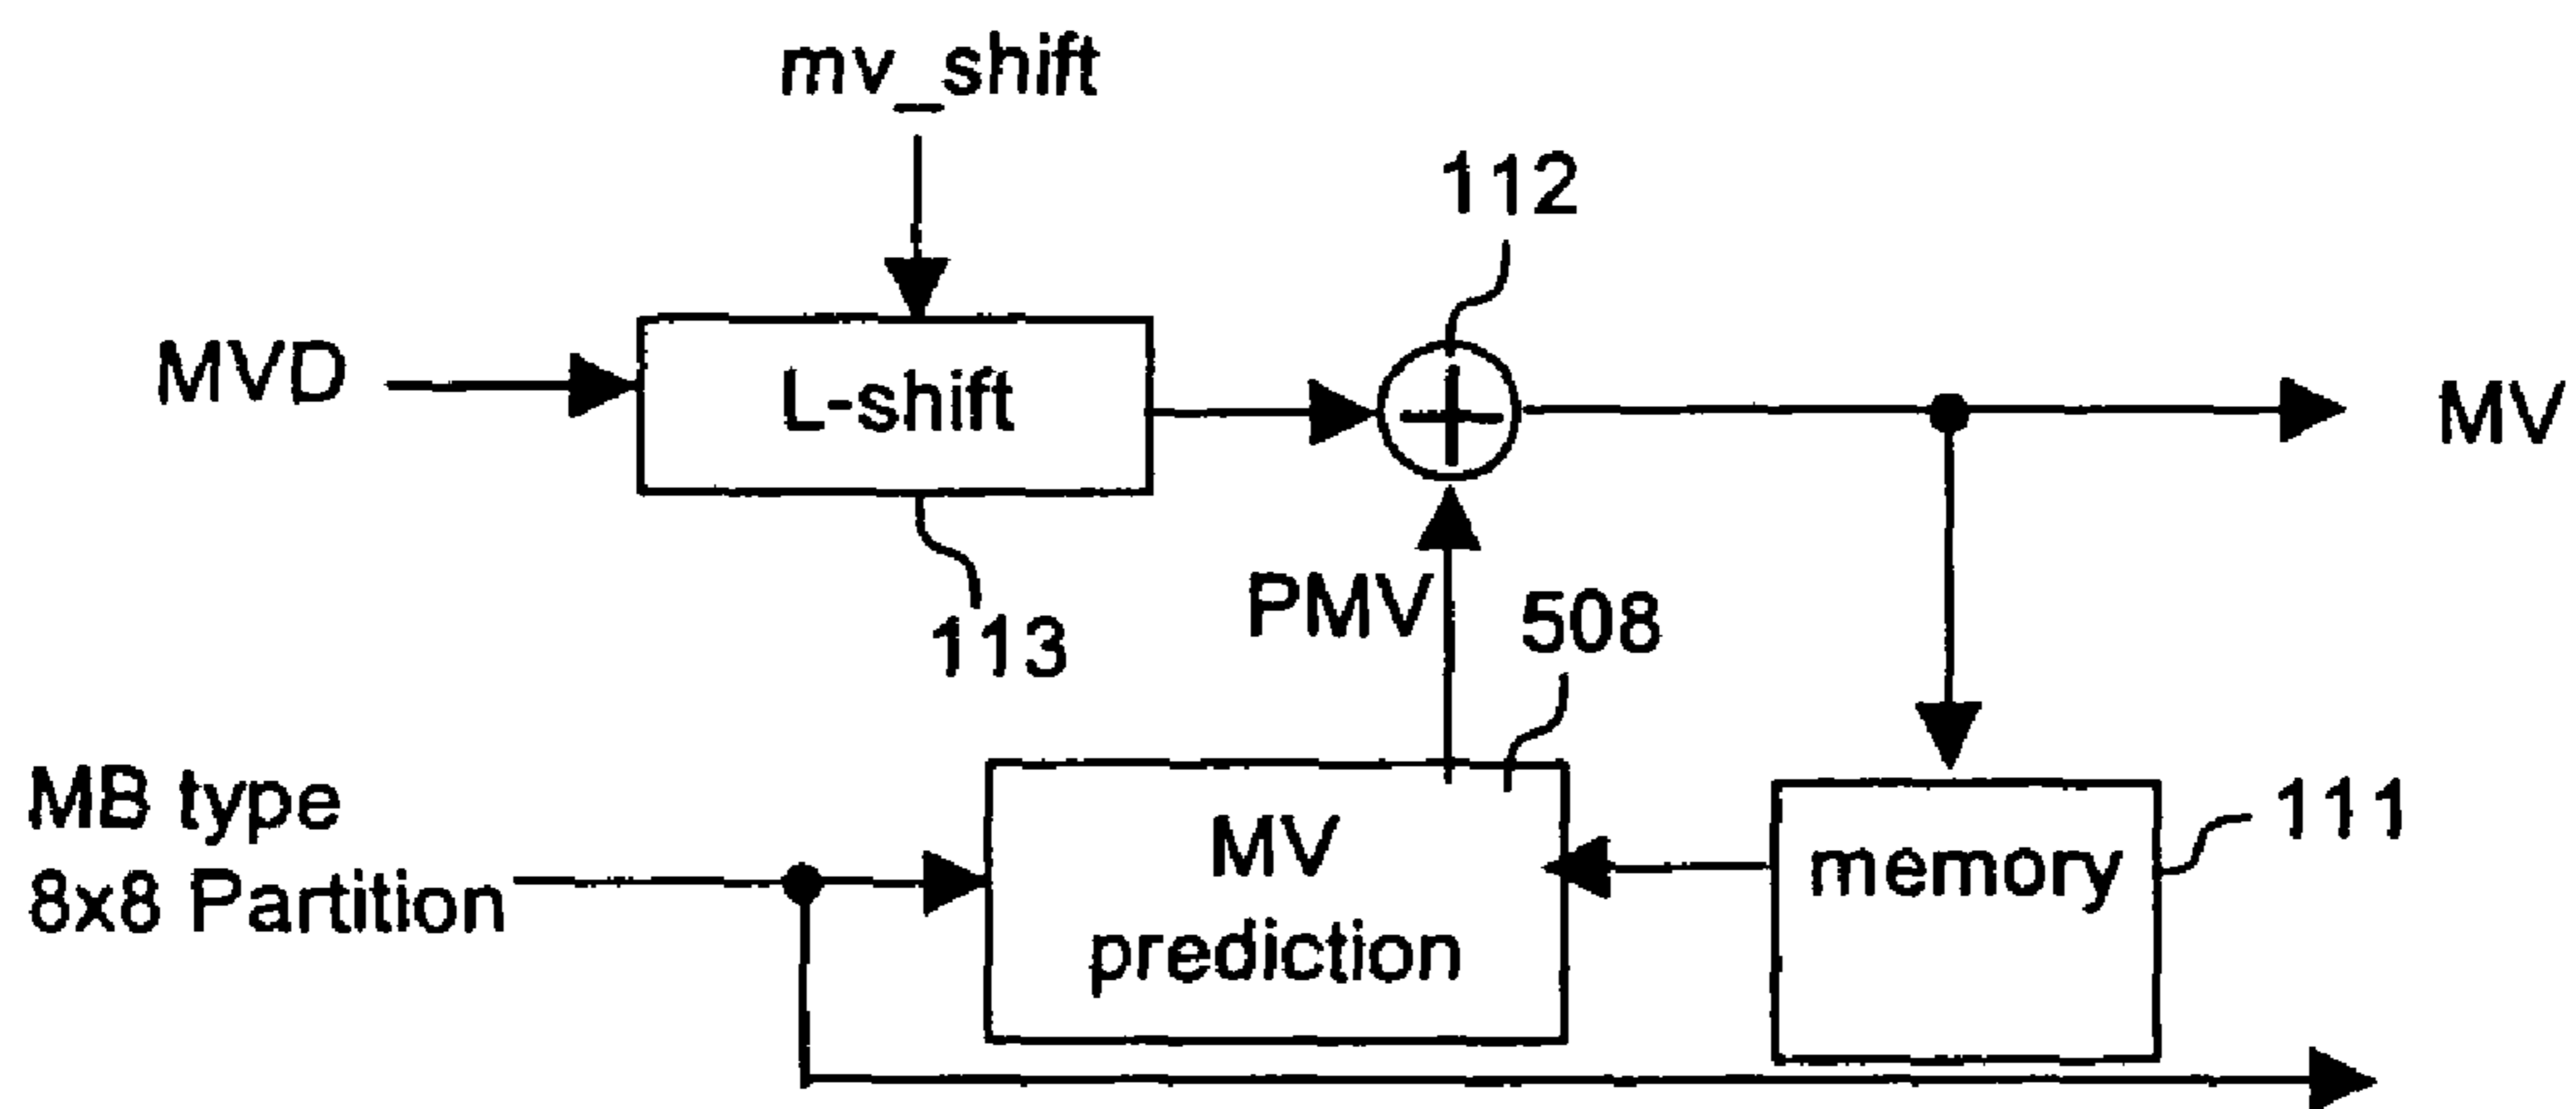 mv_shift
112
MVD
L-shift
MV
113
PMV
508
MB type
8x8 Partition
MV
prediction
memory
111